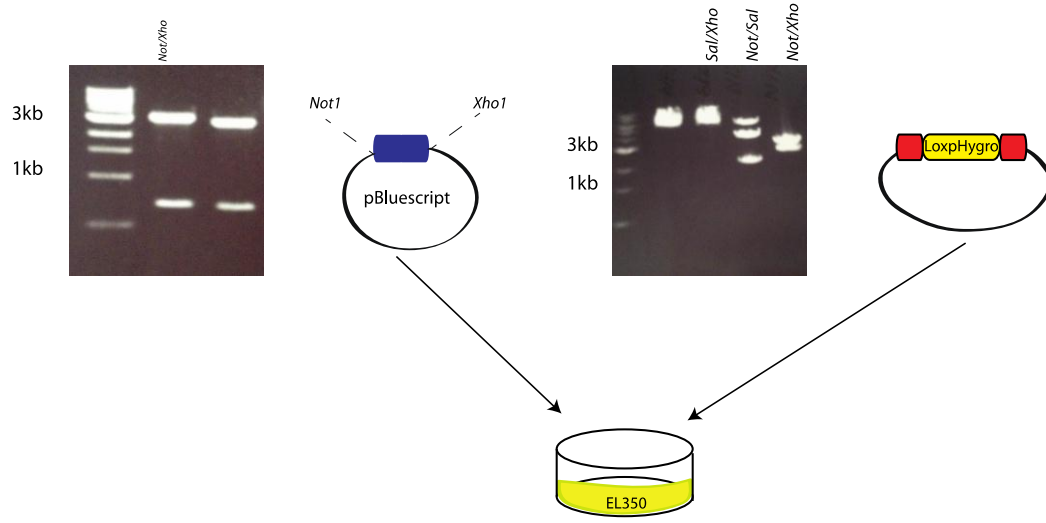 Not/Xho
3kb
1kb
Not1
Xho1
pBluescript
Sal/Xho
Not/Sal
Not/Xho
3kb
1kb
LoxpHygro
EL350